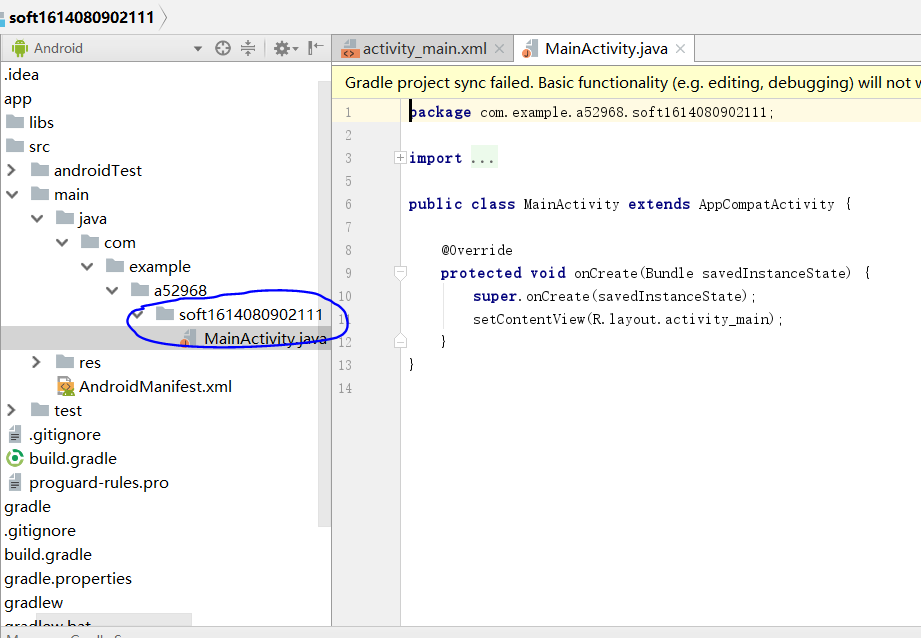 soft1614080902111
Android
activity_main.xml
MainActivity.java
.idea
app
libs
src
androidTest
main
java
com
example
a52968
soft1614080902111
MainActivity.java
res
AndroidManifest.xml
test
.gitignore
build.gradle
proguard-rules.pro
gradle
.gitignore
build.gradle
gradle.properties
gradlew
gradlew.bat
Gradle project sync failed. Basic functionality (e.g. editing, debugging) will not w
1 package com.example.a52968.soft1614080902111;
2
3 import ...
5
6 public class MainActivity extends AppCompatActivity {
7
8 @Override
9 protected void onCreate(Bundle savedInstanceState) {
10 super.onCreate(savedInstanceState);
setContentView(R.layout.activity_main);
12 }
13 }
14